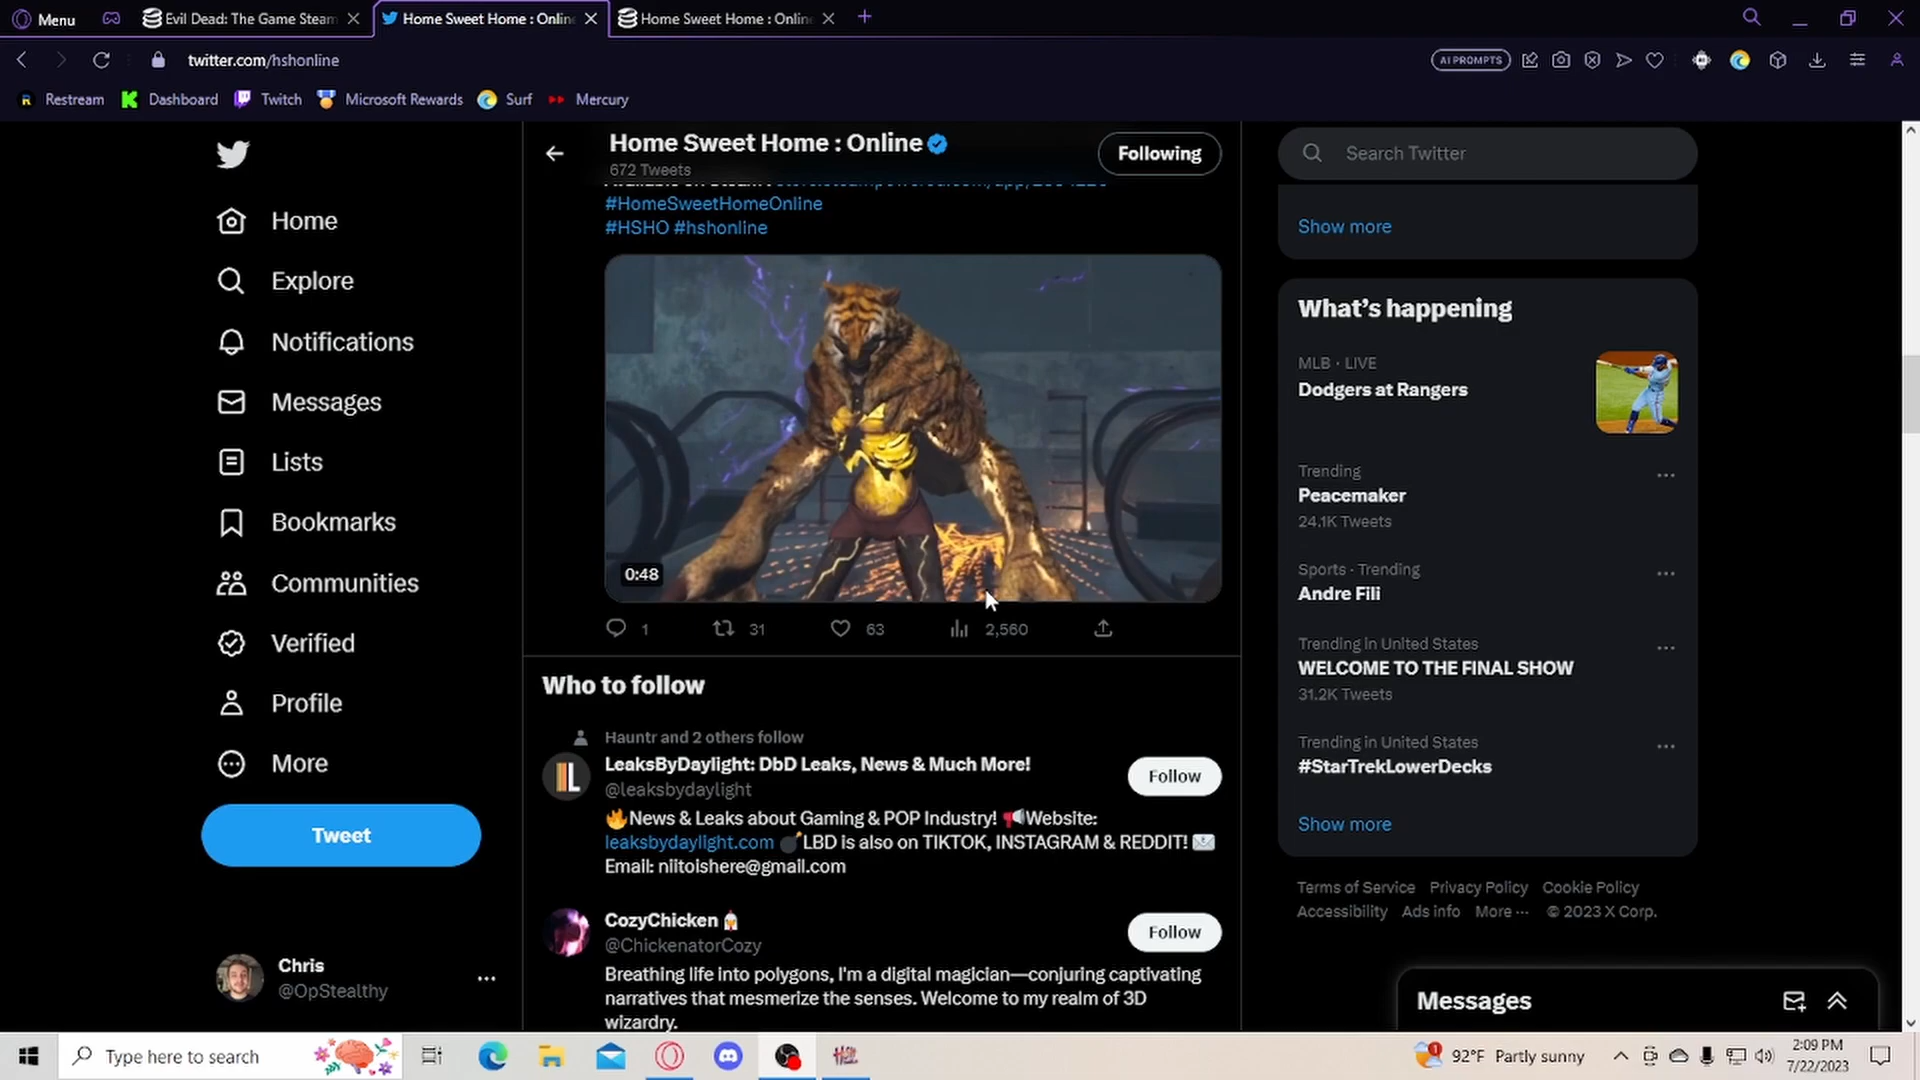 Menu
Evil Dead: The Game Steam
Home Sweet Home : Onlin
Home Sweet Home : Onlin
twitter.com/hshonline
AI PROMPTS
Restream
Dashboard
Twitch
Microsoft Rewards
Surf
Mercury
Home
Explore
Notifications
Messages
Lists
Bookmarks
Communities
Verified
Profile
More
Tweet
Chris
@OpStealthy
Home Sweet Home : Online
672 Tweets
Following
#HomeSweetHomeOnline
#HSHO #hshonline
0:48
1
31
63
2,560
Who to follow
Hauntr and 2 others follow
LeaksByDaylight: DbD Leaks, News & Much More!
@leaksbydaylight
Follow
🔥News & Leaks about Gaming & POP Industry! 📢Website:
leaksbydaylight.com 💣LBD is also on TIKTOK, INSTAGRAM & REDDIT! ✉️
Email: niitoishere@gmail.com
CozyChicken
@ChickenatorCozy
Follow
Breathing life into polygons, I'm a digital magician—conjuring captivating
narratives that mesmerize the senses. Welcome to my realm of 3D
wizardry.
Search Twitter
Show more
What's happening
MLB · LIVE
Dodgers at Rangers
Trending
Peacemaker
24.1K Tweets
Sports · Trending
Andre Fili
Trending in United States
WELCOME TO THE FINAL SHOW
31.2K Tweets
Trending in United States
#StarTrekLowerDecks
Show more
Terms of Service Privacy Policy Cookie Policy
Accessibility Ads info More ··· © 2023 X Corp.
Messages
Type here to search
1
92°F Partly sunny
2:09 PM
7/22/2023